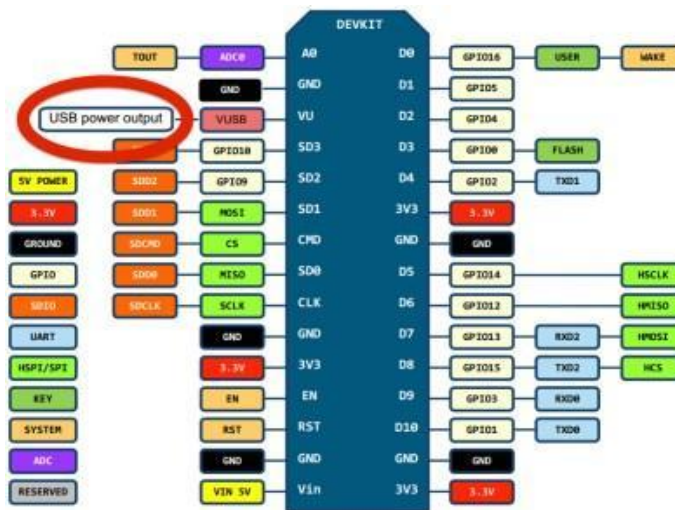 DEVKIT
TOUT ADC0 A0 D0 GPIO16 USER WAKE
GND GND D1 GPIO5
USB power output VUSB VU D2 GPIO4
GPIO10 SD3 D3 GPIO0 FLASH
5V POWER SDD2 GPIO9 SD2 D4 GPIO2 TXD1
3.3V SDD1 MOSI SD1 3V3 3.3V
GROUND SDCMD CS CMD GND GND
GPIO SDD0 MISO SD0 D5 GPIO14 HSCLK
SDIO SDCLK SCLK CLK D6 GPIO12 HMISO
UART GND GND D7 GPIO13 RXD2 HMOSI
HSPI/SPI 3.3V 3V3 D8 GPIO15 TXD2 HCS
KEY EN EN D9 GPIO3 RXD0
SYSTEM RST RST D10 GPIO1 TXD0
ADC GND GND GND GND
RESERVED VIN 5V Vin 3V3 3.3V